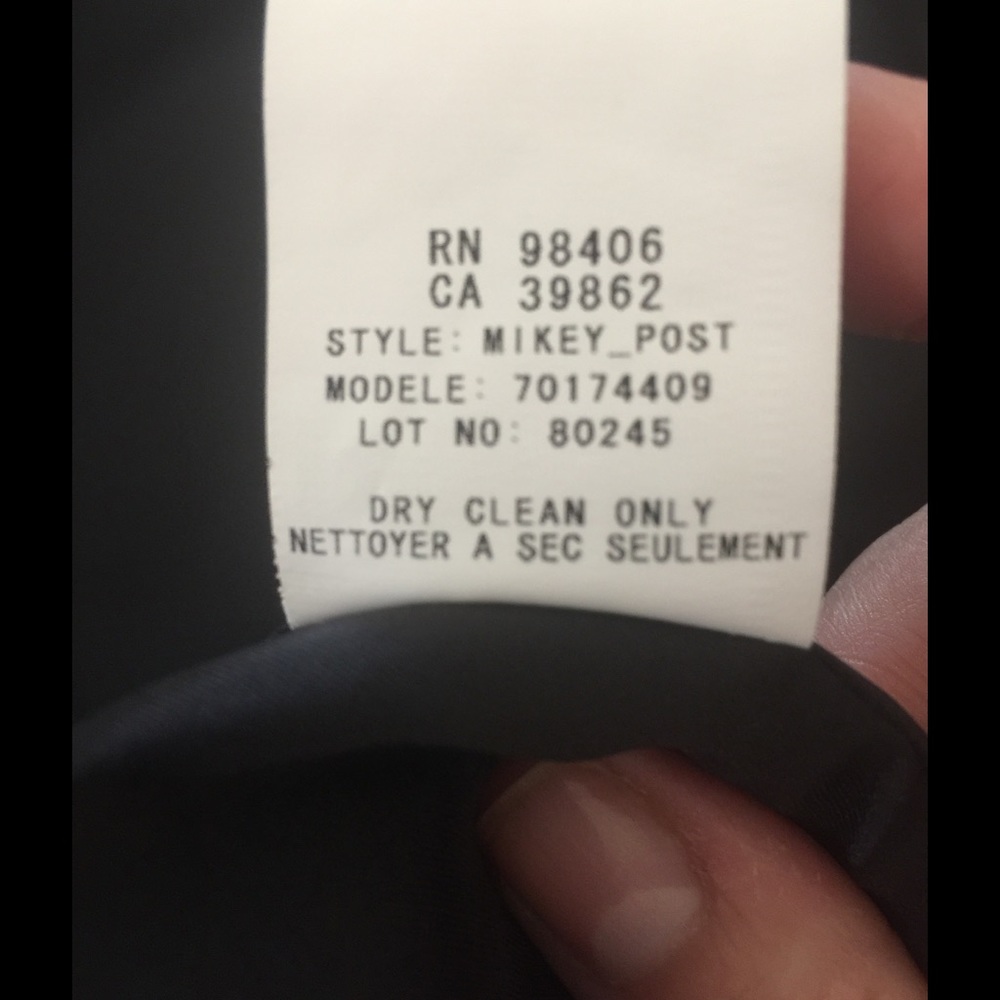 RN 98406
CA 39862
STYLE: MIKEY_POST
MODELE: 70174409
LOT NO: 80245
DRY CLEAN ONLY
NETTOYER A SEC SEULEMENT